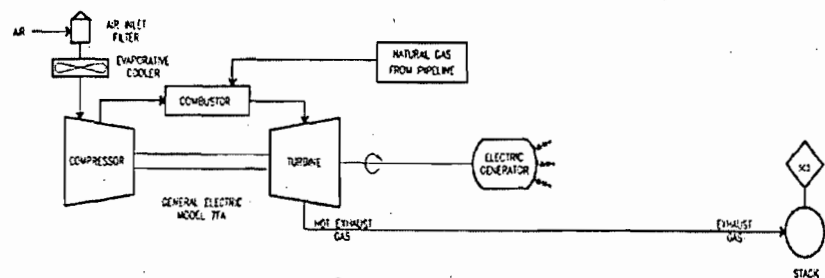 AIR
AIR INLET
FILTER
EVAPORATIVE
COOLER
NATURAL GAS
FROM PIPELINE
COMBUSTOR
COMPRESSOR
TURBINE
ELECTRIC
GENERATOR
GENERAL ELECTRIC
MODEL 7FA
HOT EXHAUST
GAS
EXHAUST
GAS
STACK